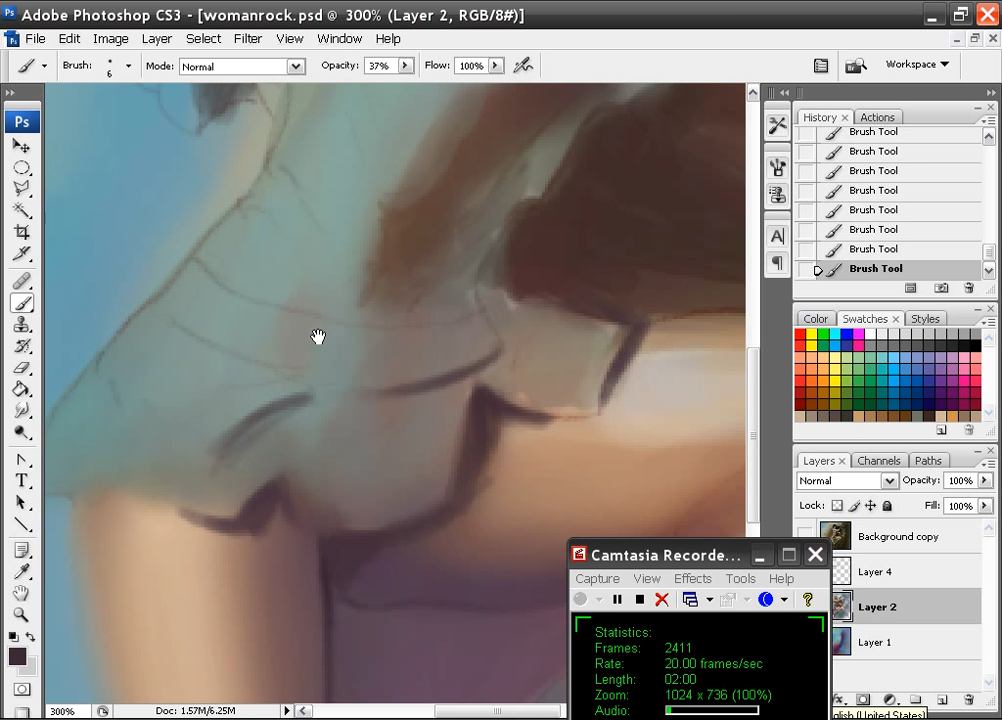 Adobe Photoshop CS3 - [womanrock.psd @ 300% (Layer 2, RGB/8#)]
File Edit Image Layer Select Filter View Window Help
Brush: 6 Mode: Normal Opacity: 37% Flow: 100% Workspace
Ps
History Actions
Brush Tool
Brush Tool
Brush Tool
Brush Tool
Brush Tool
Brush Tool
Brush Tool
Brush Tool
Color Swatches Styles
Layers Channels Paths
Normal Opacity: 100%
Lock: Fill: 100%
Background copy
Layer 4
Layer 2
Layer 1
Camtasia Recorde...
Capture View Effects Tools Help
Statistics:
Frames: 2411
Rate: 20.00 frames/sec
Length: 02:00
Zoom: 1024 x 736 (100%)
Audio:
glish (United States)
300% Doc: 1.57M/6.25M